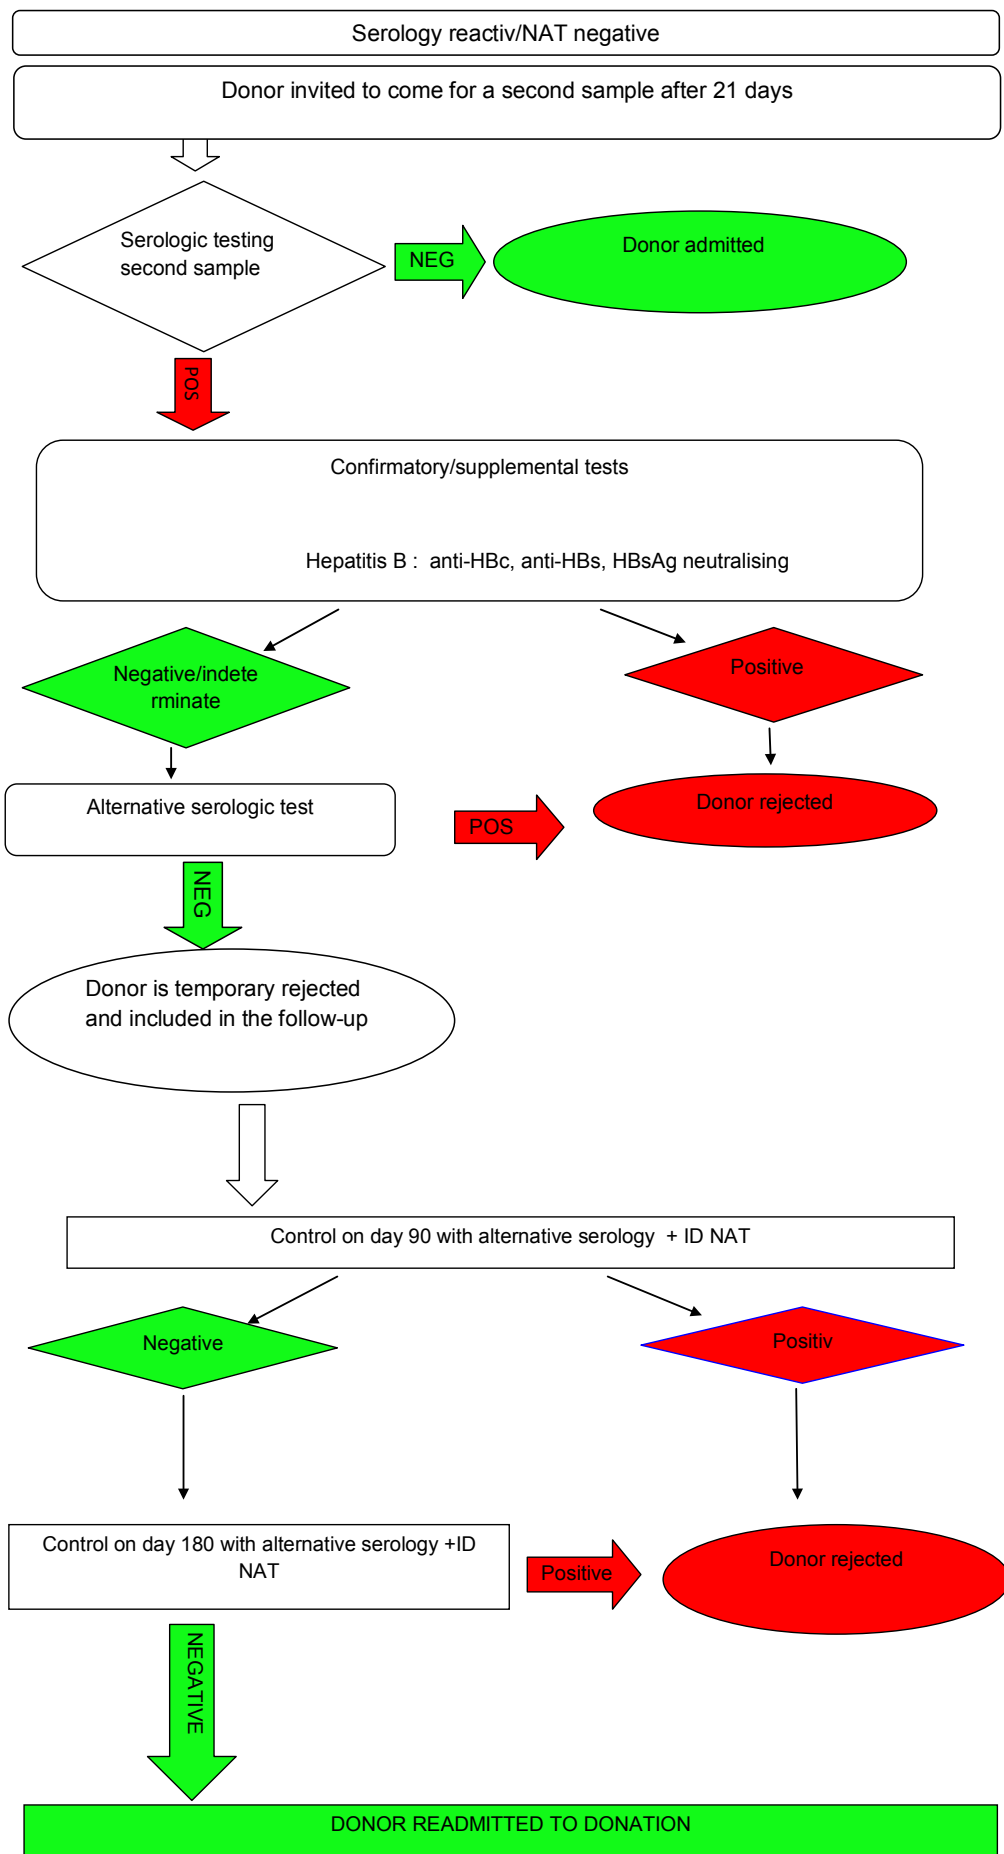 Serology reactiv/NAT negative
Donor invited to come for a second sample after 21 days
Serologic testing
second sample
NEG
Donor admitted
POS
Confirmatory/supplemental tests
Hepatitis B :  anti-HBc, anti-HBs, HBsAg neutralising
Negative/indete
rminate
Positive
Alternative serologic test
POS
Donor rejected
NEG
Donor is temporary rejected
and included in the follow-up
Control on day 90 with alternative serology  + ID NAT
Negative
Positiv
Control on day 180 with alternative serology +ID
NAT
Positive
Donor rejected
NEGATIVE
DONOR READMITTED TO DONATION